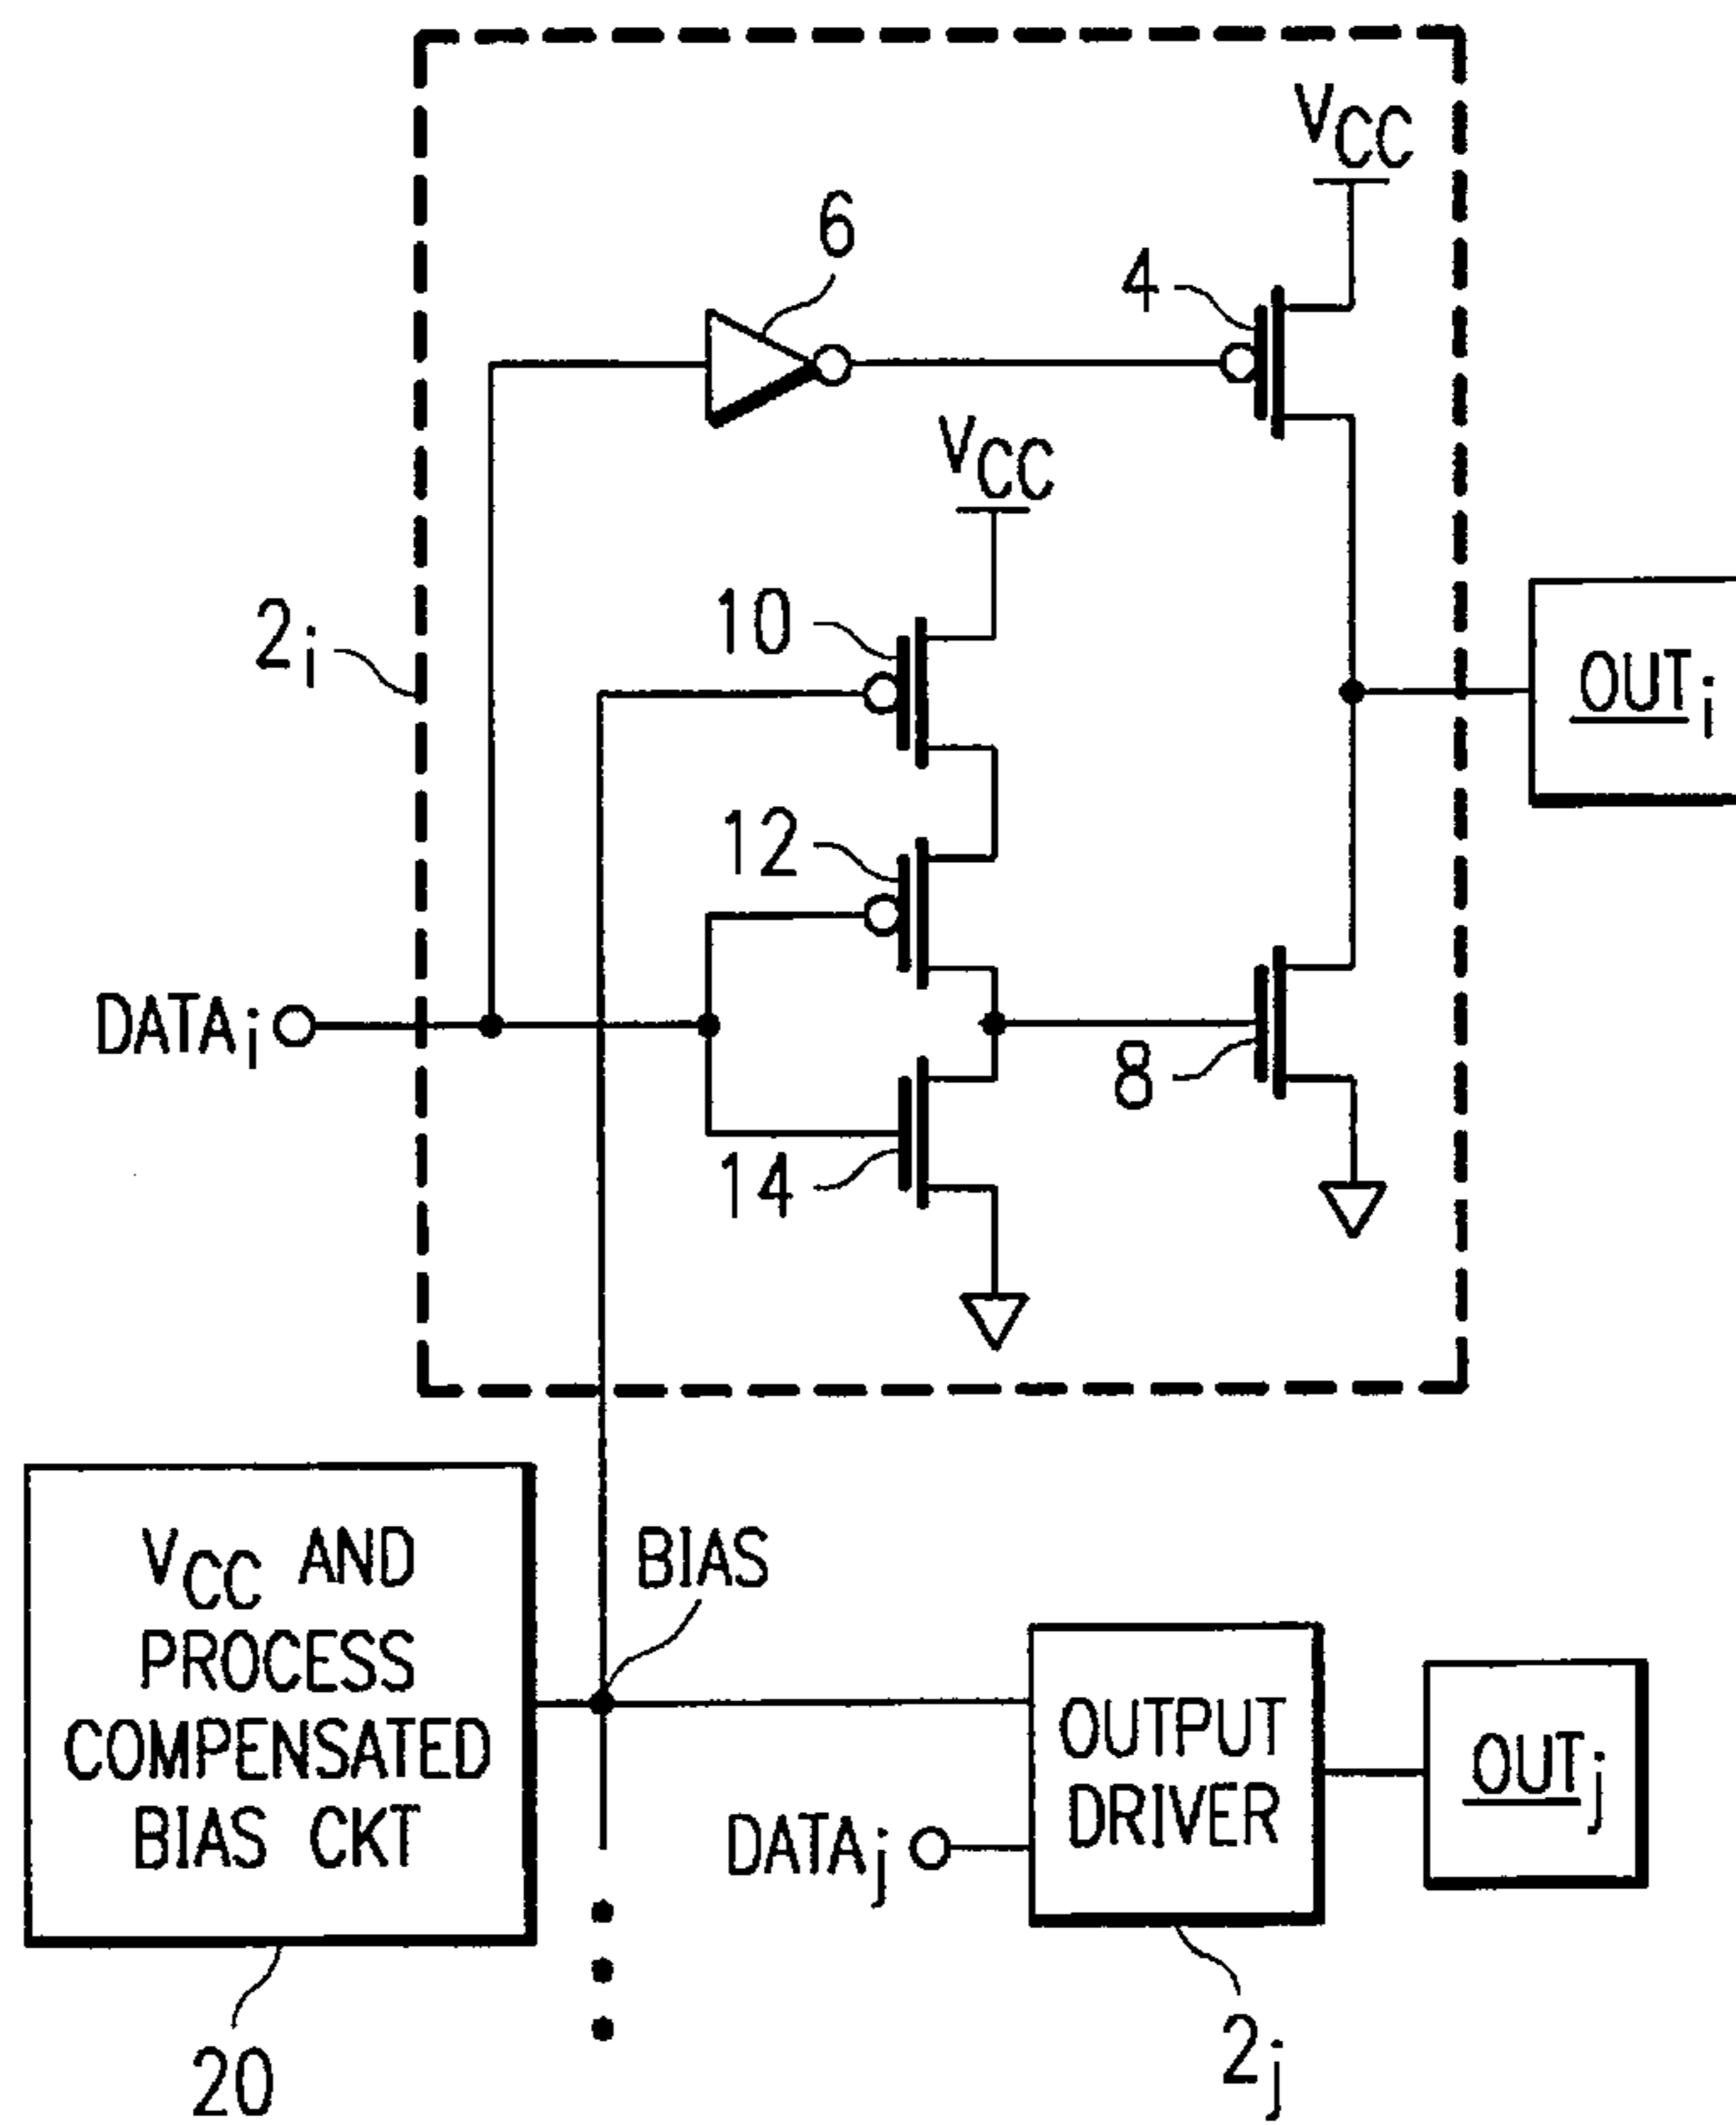 VCC
6
4
VCC
10
2i
OUTi
12
DATAi
8
14
VCC AND
PROCESS
COMPENSATED
BIAS CKT
BIAS
OUTPUT
DRIVER
OUTj
DATAj
20
2j